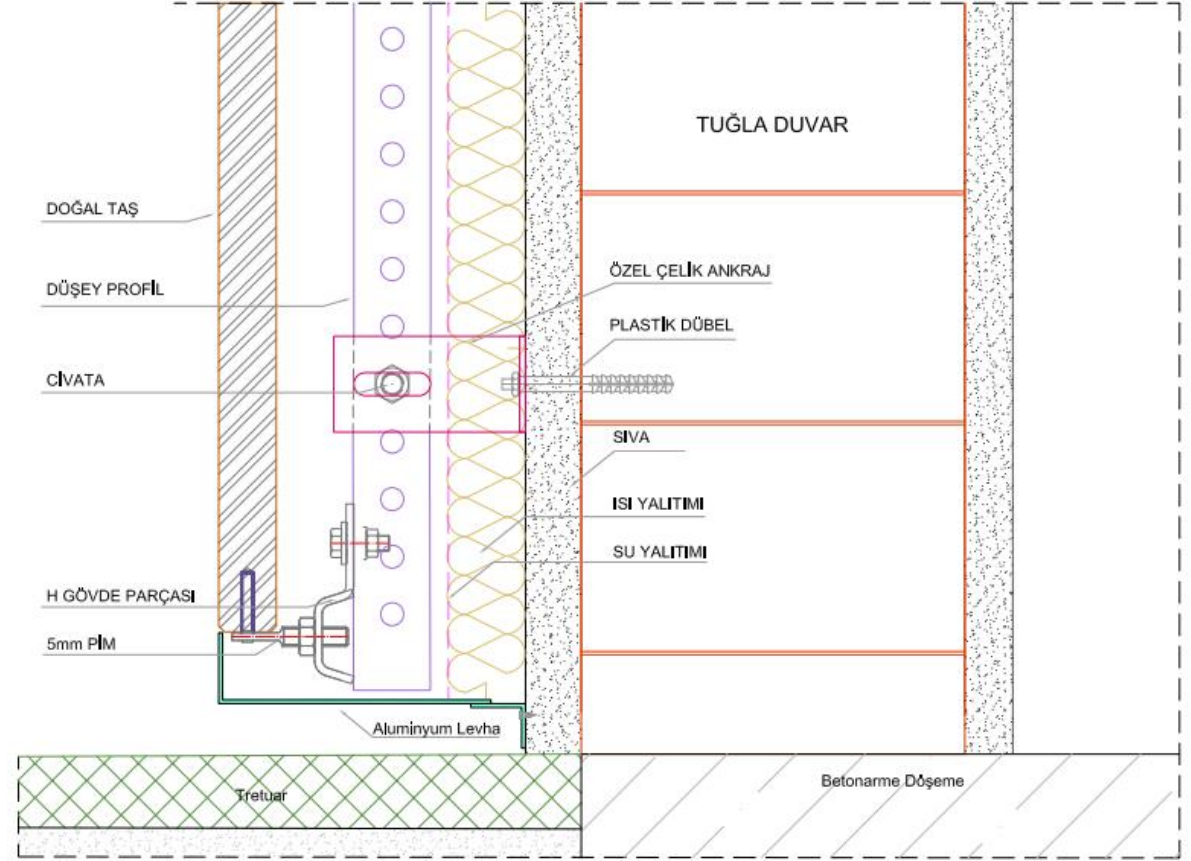 TUĞLA DUVAR
DOĞAL TAŞ
DÜŞEY PROFİL
CİVATA
ÖZEL ÇELİK ANKRAJ
PLASTİK DÜBEL
SIVA
ISI YALITIMI
SU YALITIMI
H GÖVDE PARÇASI
5mm PİM
Aluminyum Levha
Tretuar
Betonarme Döşeme